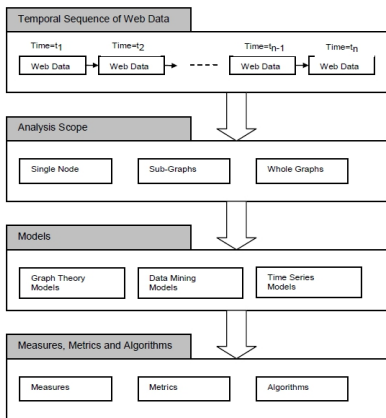 Temporal Sequence of Web Data
Time=t1 Time=t2 Time=tn-1 Time=tn
Web Data Web Data Web Data Web Data
Analysis Scope
Single Node Sub-Graphs Whole Graphs
Models
Graph Theory Models
Data Mining Models
Time Series Models
Measures, Metrics and Algorithms
Measures Metrics Algorithms